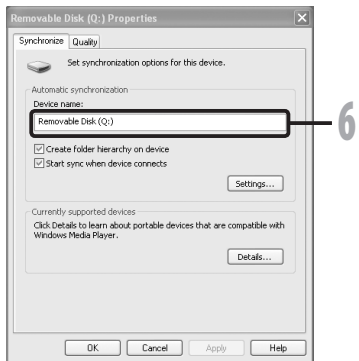 Removable Disk (Q:) Properties
Synchronize Quality
Set synchronization options for this device.
Automatic synchronization
Device name:
Removable Disk (Q:)
Create folder hierarchy on device
Start sync when device connects
Settings...
Currently supported devices
Click Details to learn about portable devices that are compatible with
Windows Media Player.
Details...
OK Cancel Apply Help
6